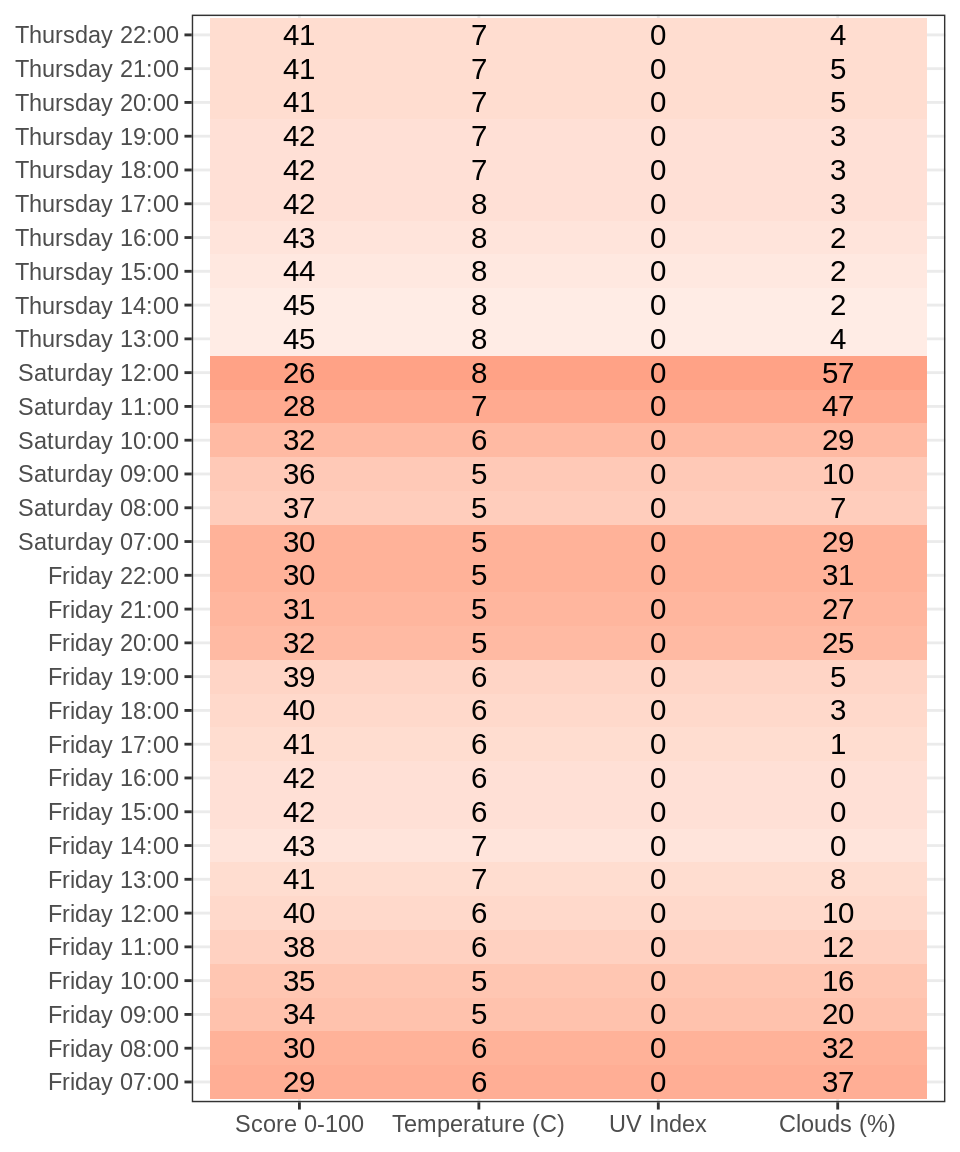 Thursday 22:00 41 7 0 4
Thursday 21:00 41 7 0 5
Thursday 20:00 41 7 0 5
Thursday 19:00 42 7 0 3
Thursday 18:00 42 7 0 3
Thursday 17:00 42 8 0 3
Thursday 16:00 43 8 0 2
Thursday 15:00 44 8 0 2
Thursday 14:00 45 8 0 2
Thursday 13:00 45 8 0 4
Saturday 12:00 26 8 0 57
Saturday 11:00 28 7 0 47
Saturday 10:00 32 6 0 29
Saturday 09:00 36 5 0 10
Saturday 08:00 37 5 0 7
Saturday 07:00 30 5 0 29
Friday 22:00 30 5 0 31
Friday 21:00 31 5 0 27
Friday 20:00 32 5 0 25
Friday 19:00 39 6 0 5
Friday 18:00 40 6 0 3
Friday 17:00 41 6 0 1
Friday 16:00 42 6 0 0
Friday 15:00 42 6 0 0
Friday 14:00 43 7 0 0
Friday 13:00 41 7 0 8
Friday 12:00 40 6 0 10
Friday 11:00 38 6 0 12
Friday 10:00 35 5 0 16
Friday 09:00 34 5 0 20
Friday 08:00 30 6 0 32
Friday 07:00 29 6 0 37
Score 0-100 Temperature (C) UV Index Clouds (%)